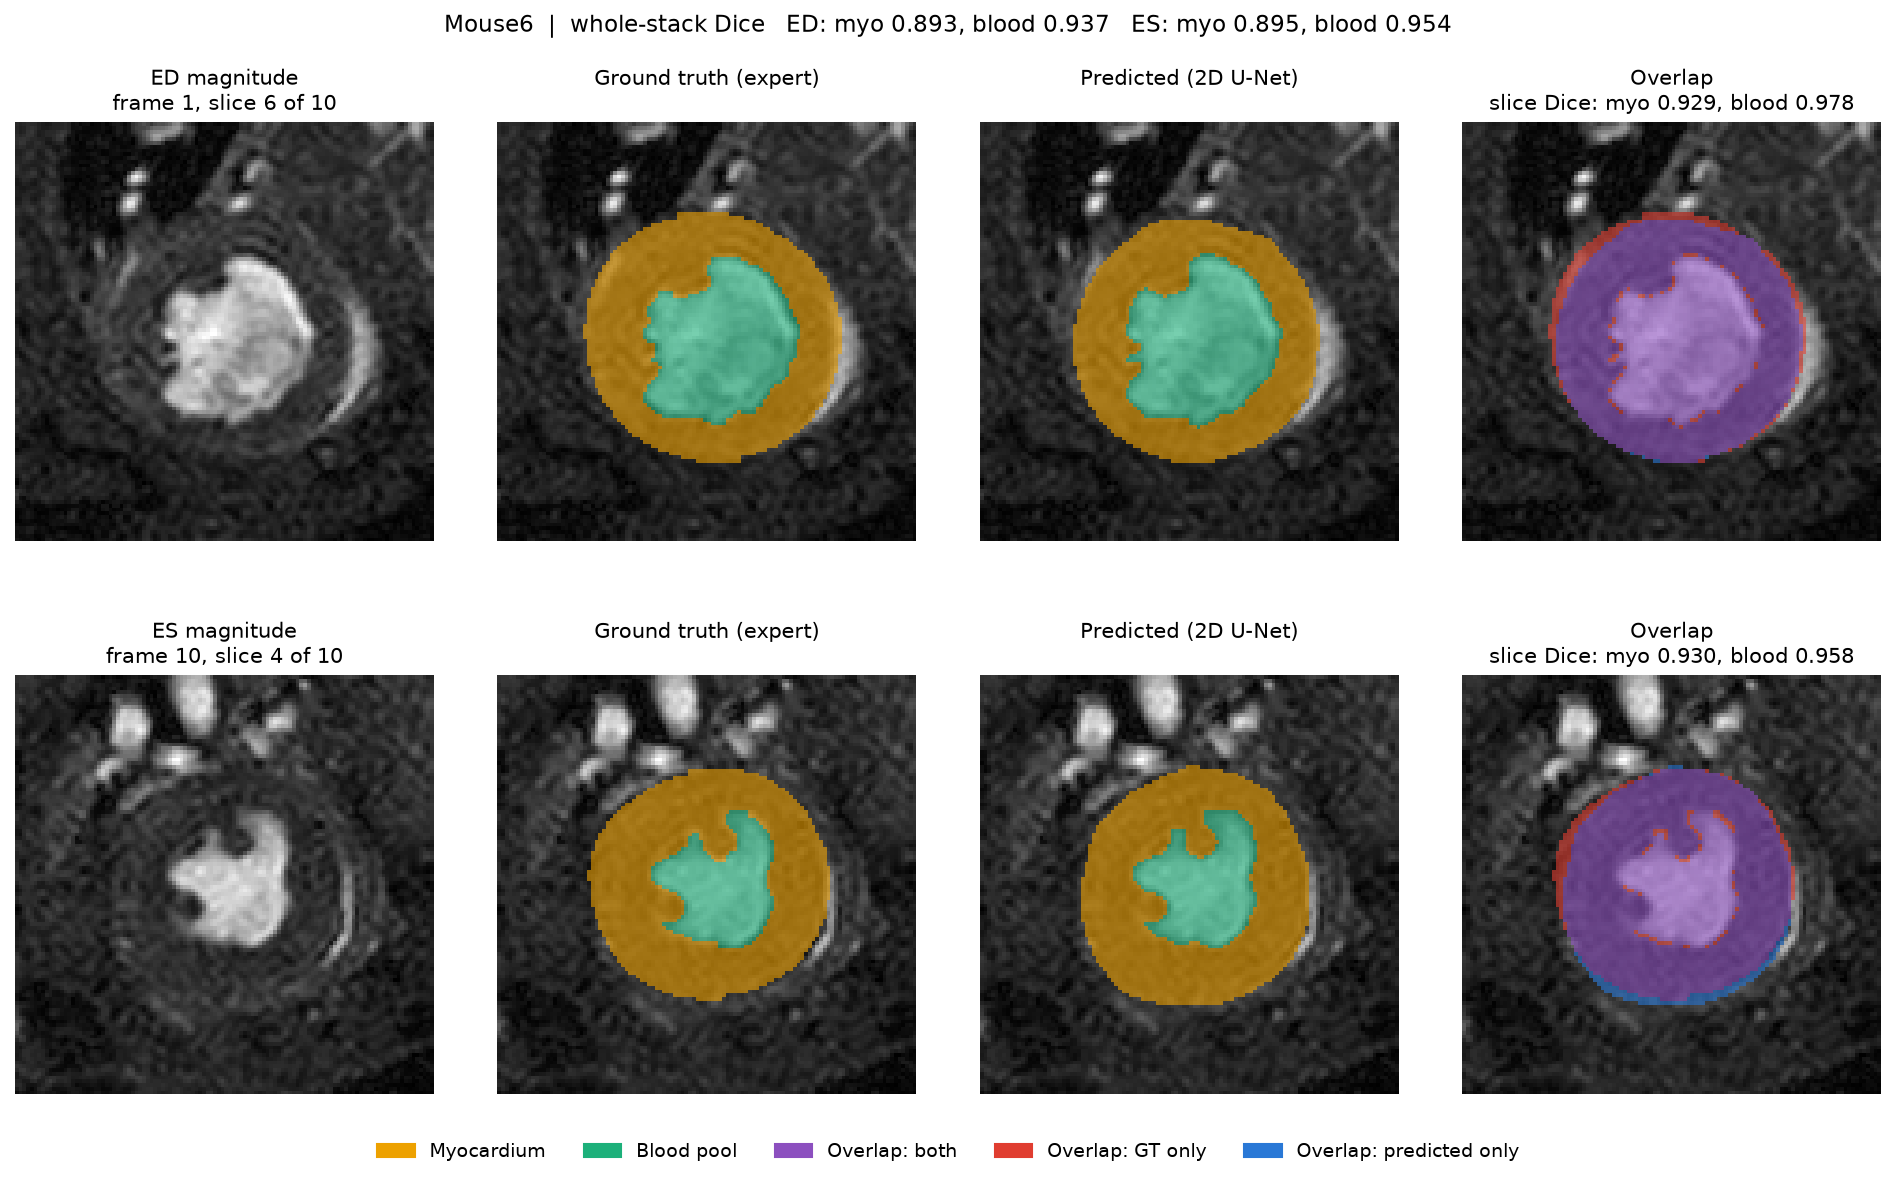 Mouse6  |  whole-stack Dice   ED: myo 0.893, blood 0.937   ES: myo 0.895, blood 0.954
ED magnitude
frame 1, slice 6 of 10
Ground truth (expert)
Predicted (2D U-Net)
Overlap
slice Dice: myo 0.929, blood 0.978
ES magnitude
frame 10, slice 4 of 10
Ground truth (expert)
Predicted (2D U-Net)
Overlap
slice Dice: myo 0.930, blood 0.958
Myocardium
Blood pool
Overlap: both
Overlap: GT only
Overlap: predicted only